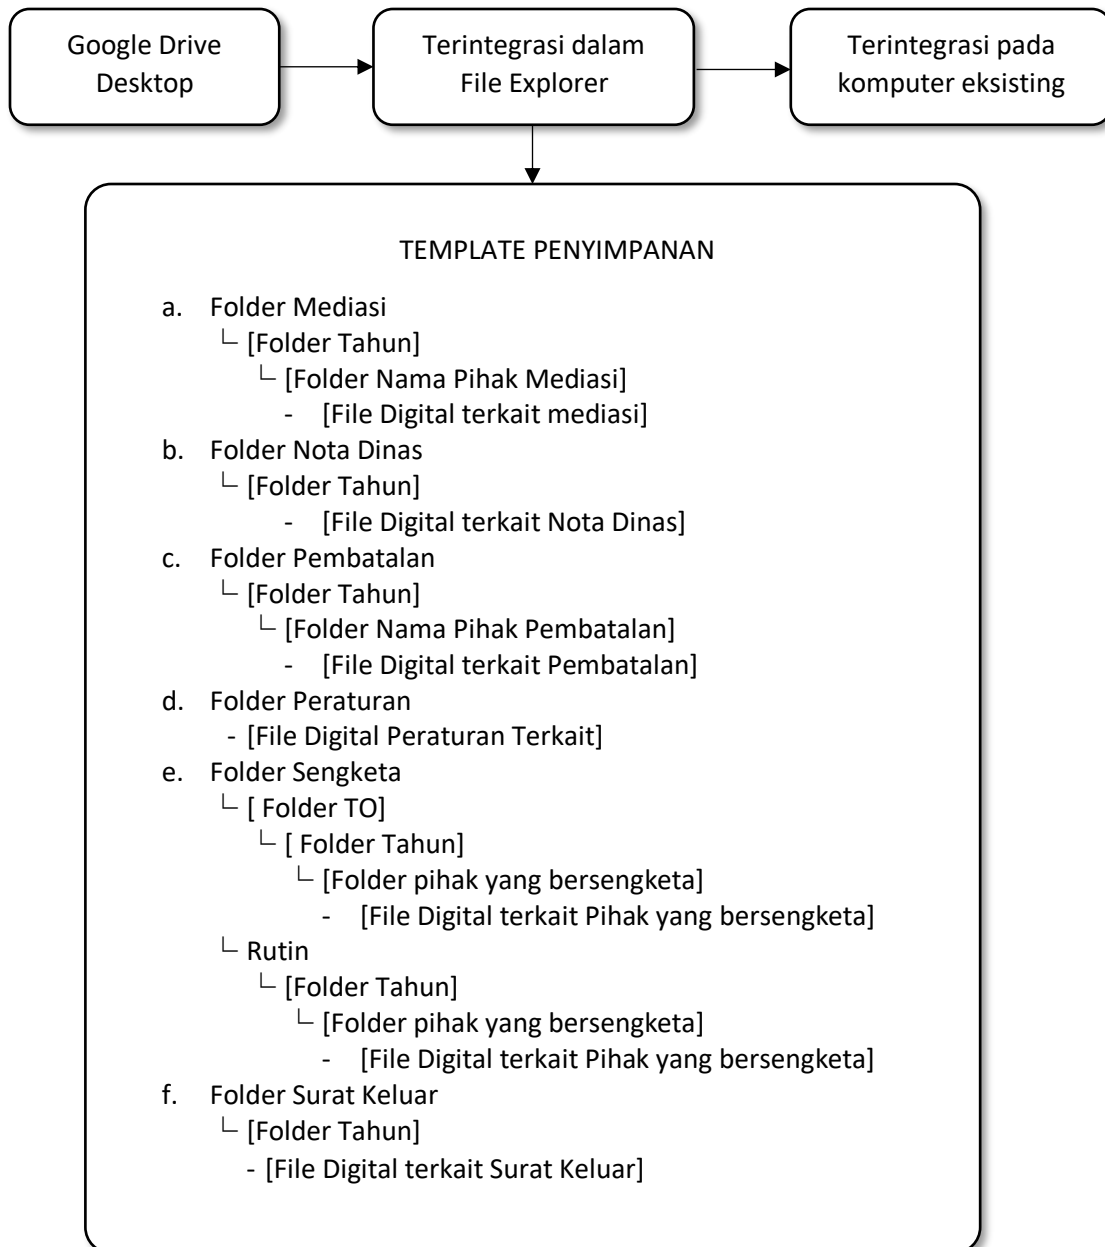 Google Drive
Desktop
Terintegrasi dalam
File Explorer
Terintegrasi pada
komputer eksisting
TEMPLATE PENYIMPANAN
a. Folder Mediasi
└ [Folder Tahun]
└ [Folder Nama Pihak Mediasi]
- [File Digital terkait mediasi]
b. Folder Nota Dinas
└ [Folder Tahun]
- [File Digital terkait Nota Dinas]
c. Folder Pembatalan
└ [Folder Tahun]
└ [Folder Nama Pihak Pembatalan]
- [File Digital terkait Pembatalan]
d. Folder Peraturan
- [File Digital Peraturan Terkait]
e. Folder Sengketa
└ [ Folder TO]
└ [ Folder Tahun]
└ [Folder pihak yang bersengketa]
- [File Digital terkait Pihak yang bersengketa]
└ Rutin
└ [Folder Tahun]
└ [Folder pihak yang bersengketa]
- [File Digital terkait Pihak yang bersengketa]
f. Folder Surat Keluar
└ [Folder Tahun]
- [File Digital terkait Surat Keluar]